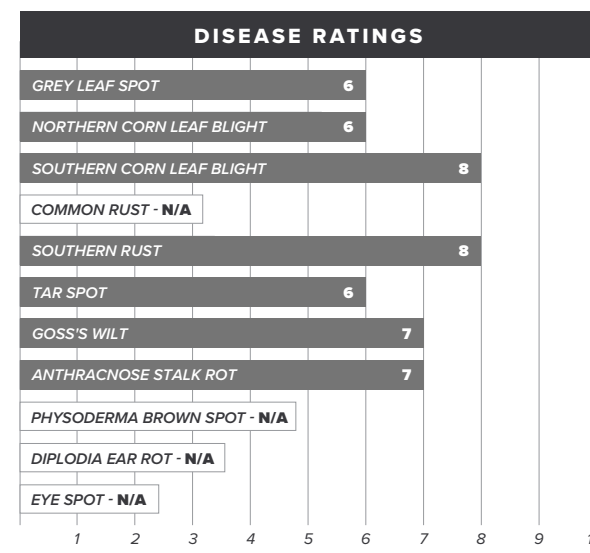 DISEASE RATINGS
GREY LEAF SPOT 6
NORTHERN CORN LEAF BLIGHT 6
SOUTHERN CORN LEAF BLIGHT 8
COMMON RUST - N/A
SOUTHERN RUST 8
TAR SPOT 6
GOSS'S WILT 7
ANTHRACNOSE STALK ROT 7
PHYSODERMA BROWN SPOT - N/A
DIPLODIA EAR ROT - N/A
EYE SPOT - N/A
1 2 3 4 5 6 7 8 9